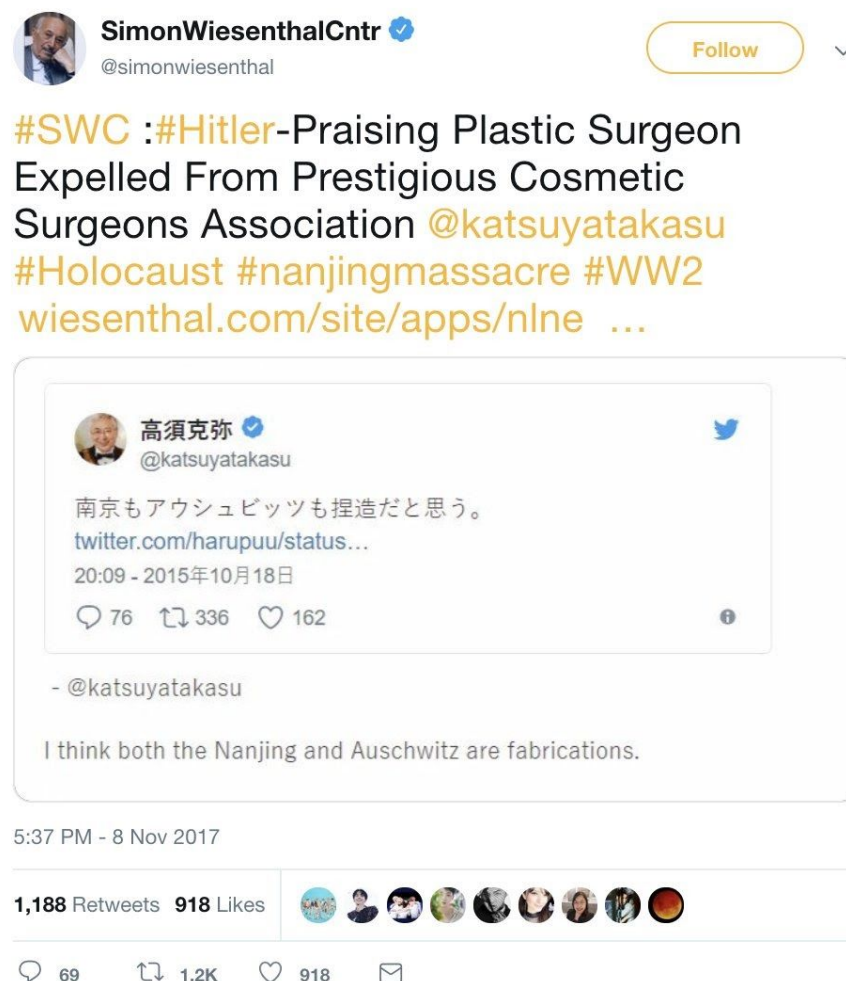 SimonWiesenthalCntr
@simonwiesenthal
Follow
#SWC :#Hitler-Praising Plastic Surgeon
Expelled From Prestigious Cosmetic
Surgeons Association @katsuyatakasu
#Holocaust #nanjingmassacre #WW2
wiesenthal.com/site/apps/nlne …
高須克弥
@katsuyatakasu
南京もアウシュビッツも捏造だと思う。
twitter.com/harupuu/status…
20:09 - 2015年10月18日
76 336 162
- @katsuyatakasu
I think both the Nanjing and Auschwitz are fabrications.
5:37 PM - 8 Nov 2017
1,188 Retweets 918 Likes
69 1.2K 918